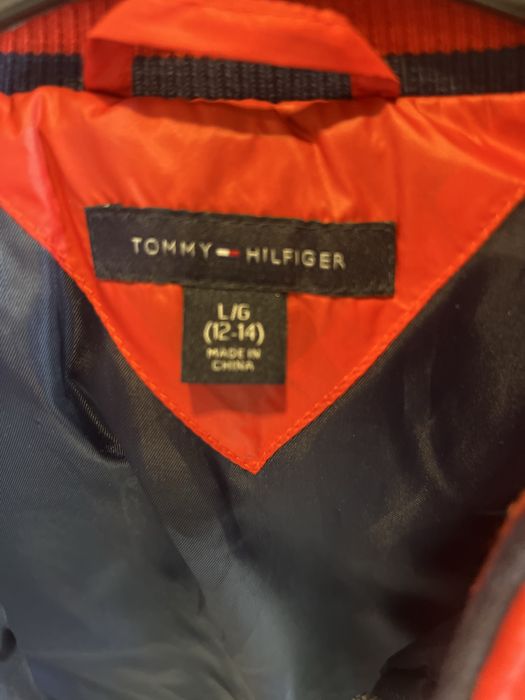 TOMMY HILFIGER
L/G
(12-14)
MADE IN
CHINA